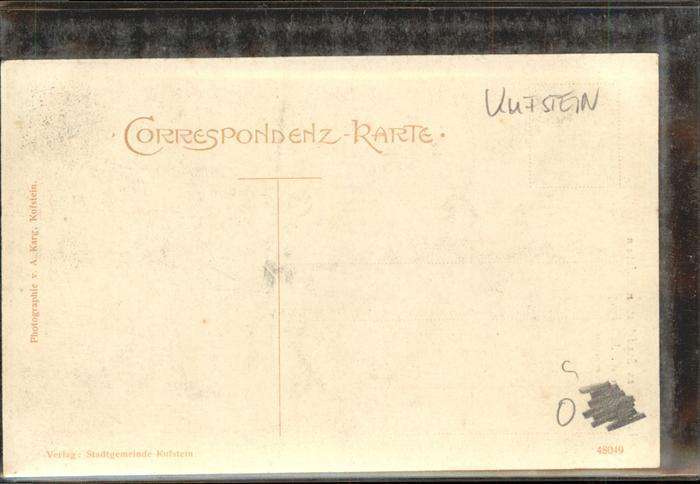 KUFSTEIN
· CORRESPONDENZ-KARTE ·
Photographie v. A. Karg, Kufstein.
Verlag: Stadtgemeinde Kufstein
48049